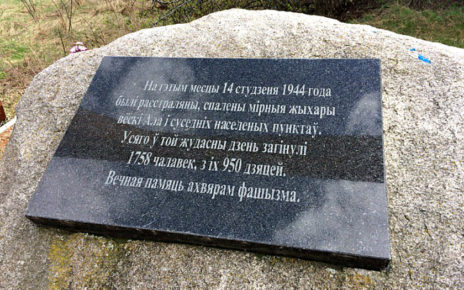 На гэтым месцы 14 студзеня 1944 года
былі расстраляны, спалены мірныя жыхары
вёскі Ала і суседніх населеных пунктаў.
Усяго ў той жудасны дзень загінулі
1758 чалавек, з іх 950 дзяцей.
Вечная памяць ахвярам фашызма.